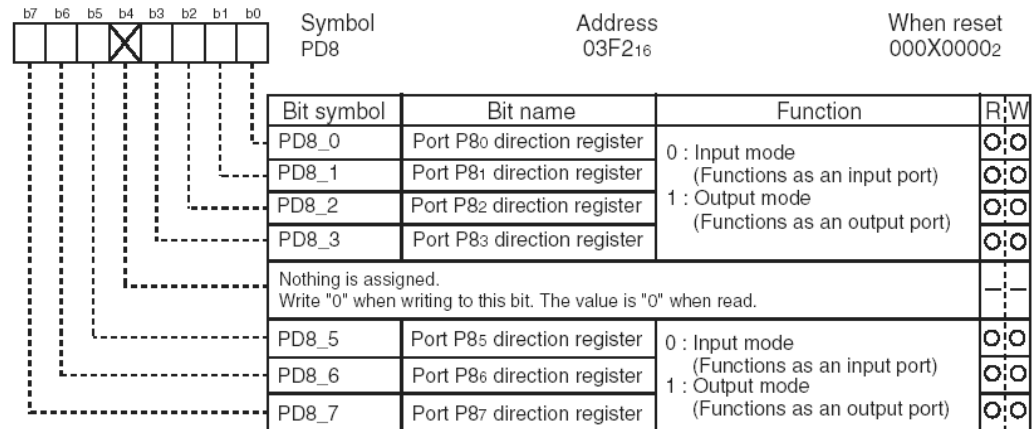 b7 b6 b5 b4 b3 b2 b1 b0
Symbol Address When reset
PD8 03F2₁₆ 000X0000₂
Bit symbol Bit name Function R W
PD8_0 Port P8₀ direction register
PD8_1 Port P8₁ direction register
PD8_2 Port P8₂ direction register
PD8_3 Port P8₃ direction register
0 : Input mode
(Functions as an input port)
1 : Output mode
(Functions as an output port)
Nothing is assigned.
Write "0" when writing to this bit. The value is "0" when read.
PD8_5 Port P8₅ direction register
PD8_6 Port P8₆ direction register
PD8_7 Port P8₇ direction register
0 : Input mode
(Functions as an input port)
1 : Output mode
(Functions as an output port)